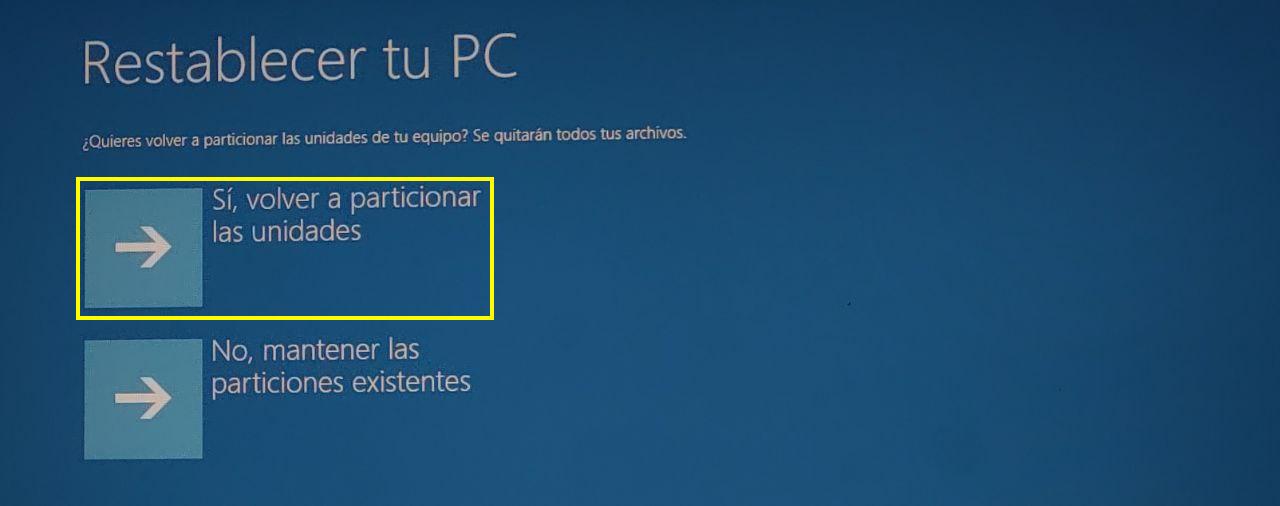 Restablecer tu PC
¿Quieres volver a particionar las unidades de tu equipo? Se quitarán todos tus archivos.
Sí, volver a particionar
las unidades
No, mantener las
particiones existentes